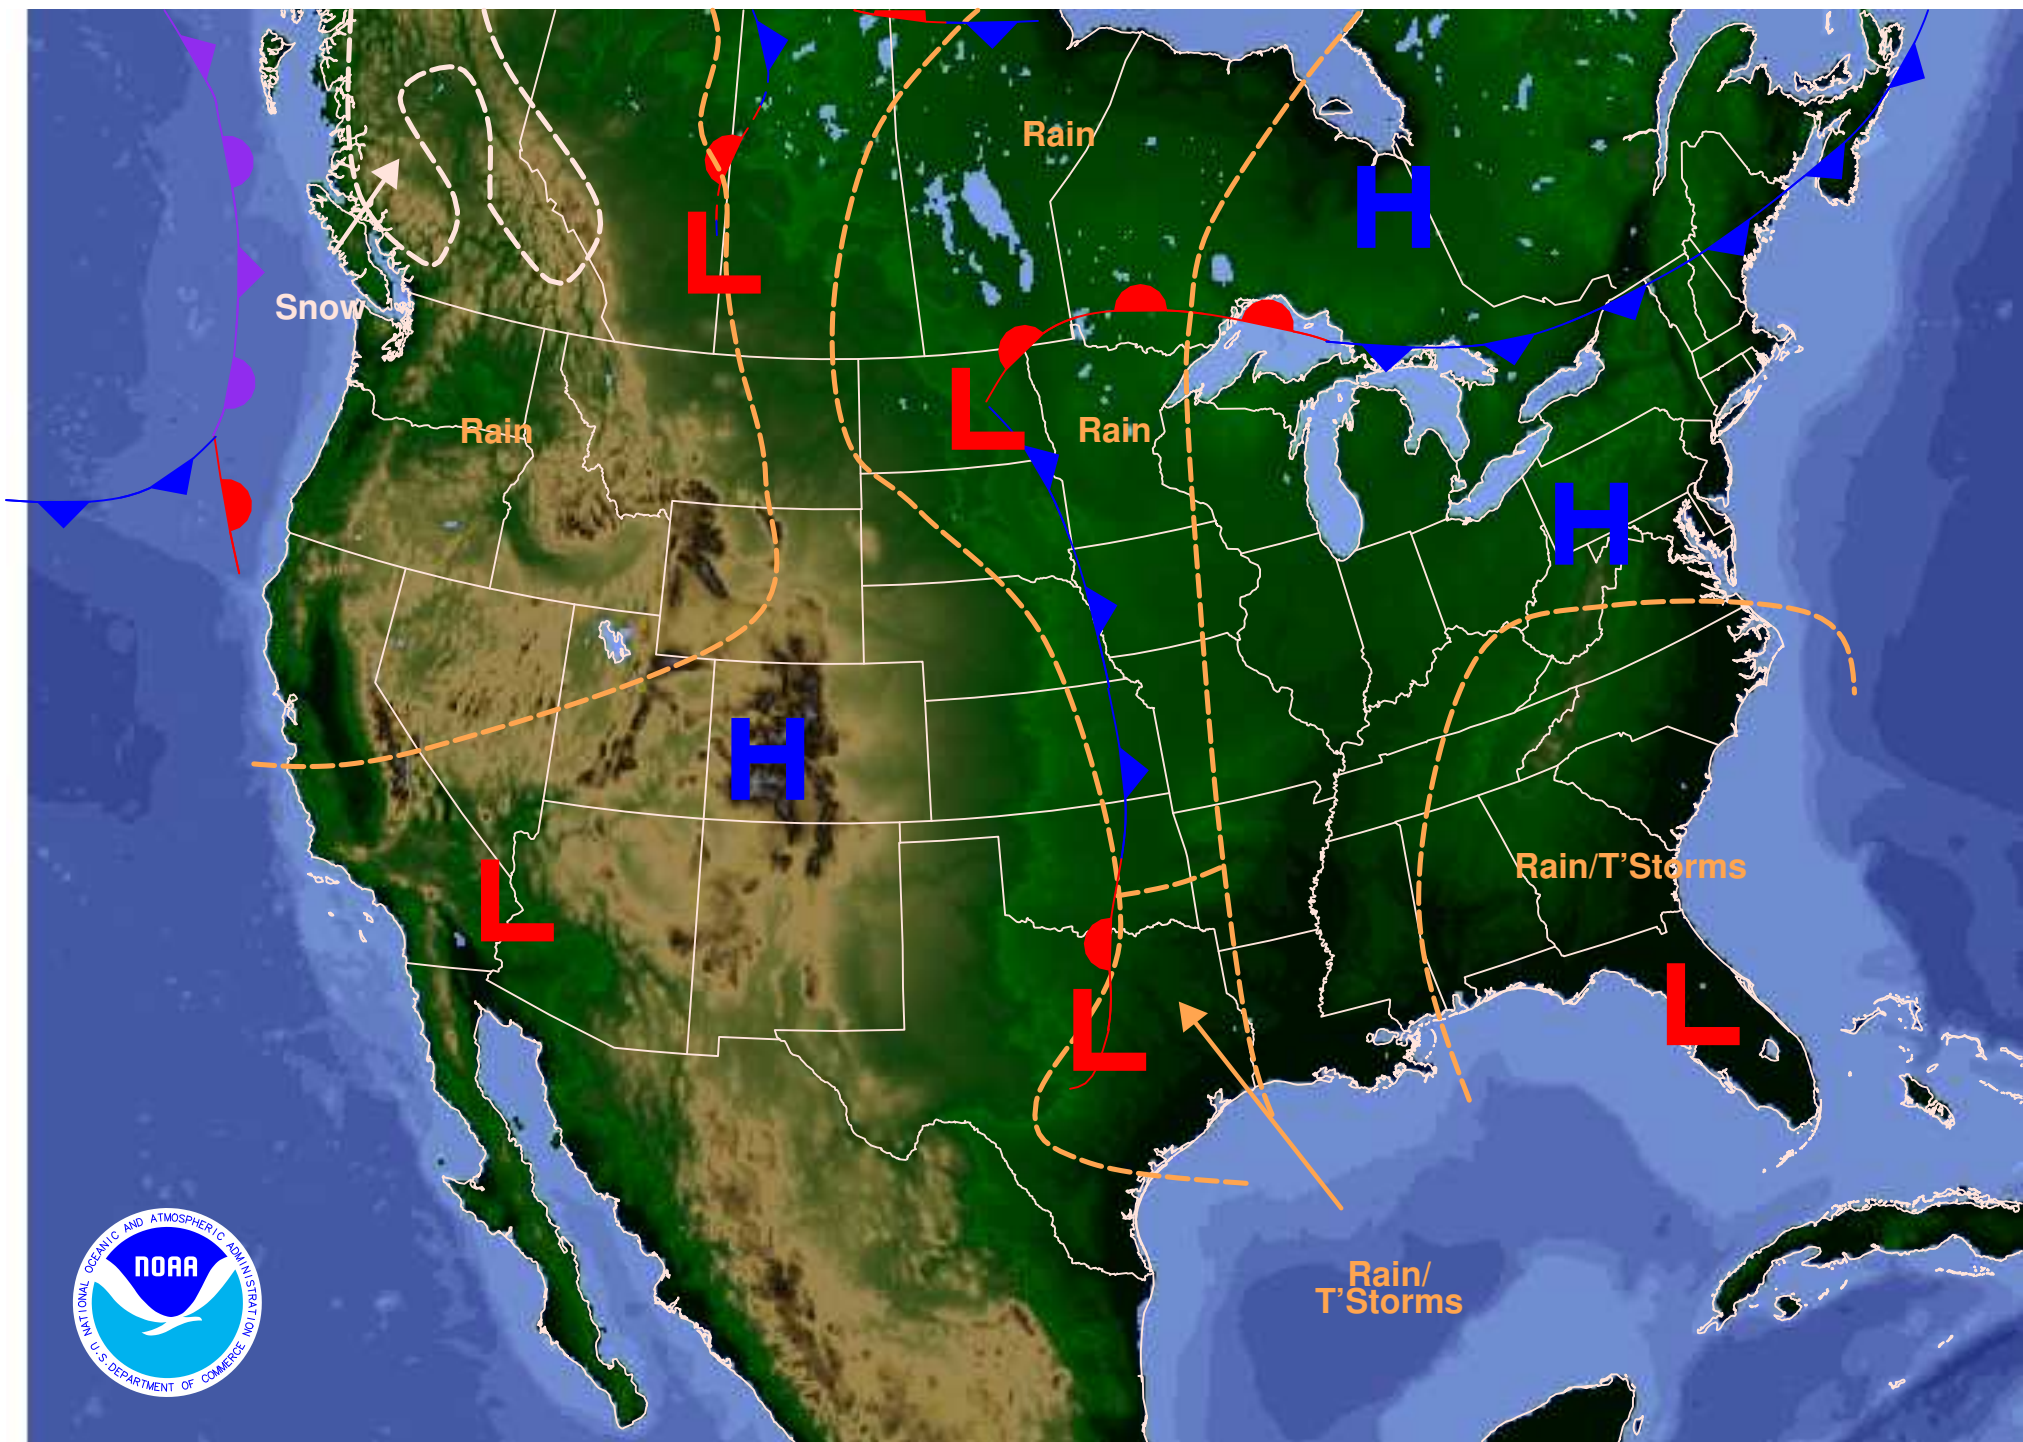 Rain
H
L
Snow
L
Rain
Rain
H
H
L
Rain/T'Storms
L
L
Rain/
T'Storms
NATIONAL OCEANIC AND ATMOSPHERIC ADMINISTRATION
NOAA
U.S. DEPARTMENT OF COMMERCE